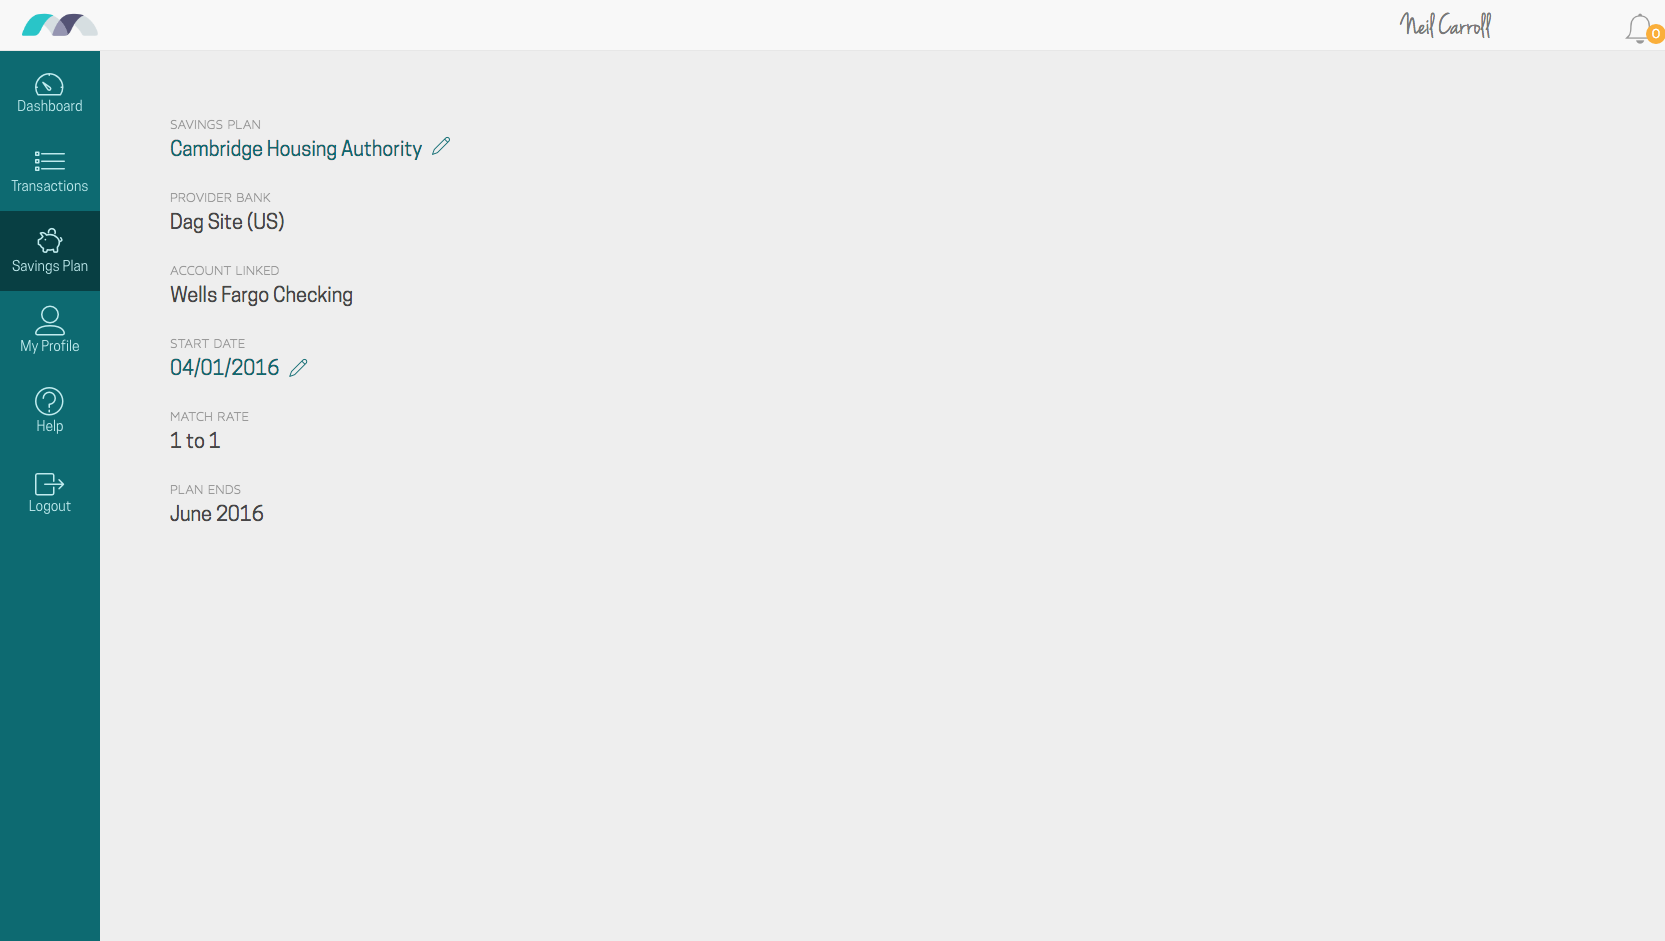 Neil Carroll
0
Dashboard
Transactions
Savings Plan
My Profile
Help
Logout
SAVINGS PLAN
Cambridge Housing Authority
PROVIDER BANK
Dag Site (US)
ACCOUNT LINKED
Wells Fargo Checking
START DATE
04/01/2016
MATCH RATE
1 to 1
PLAN ENDS
June 2016